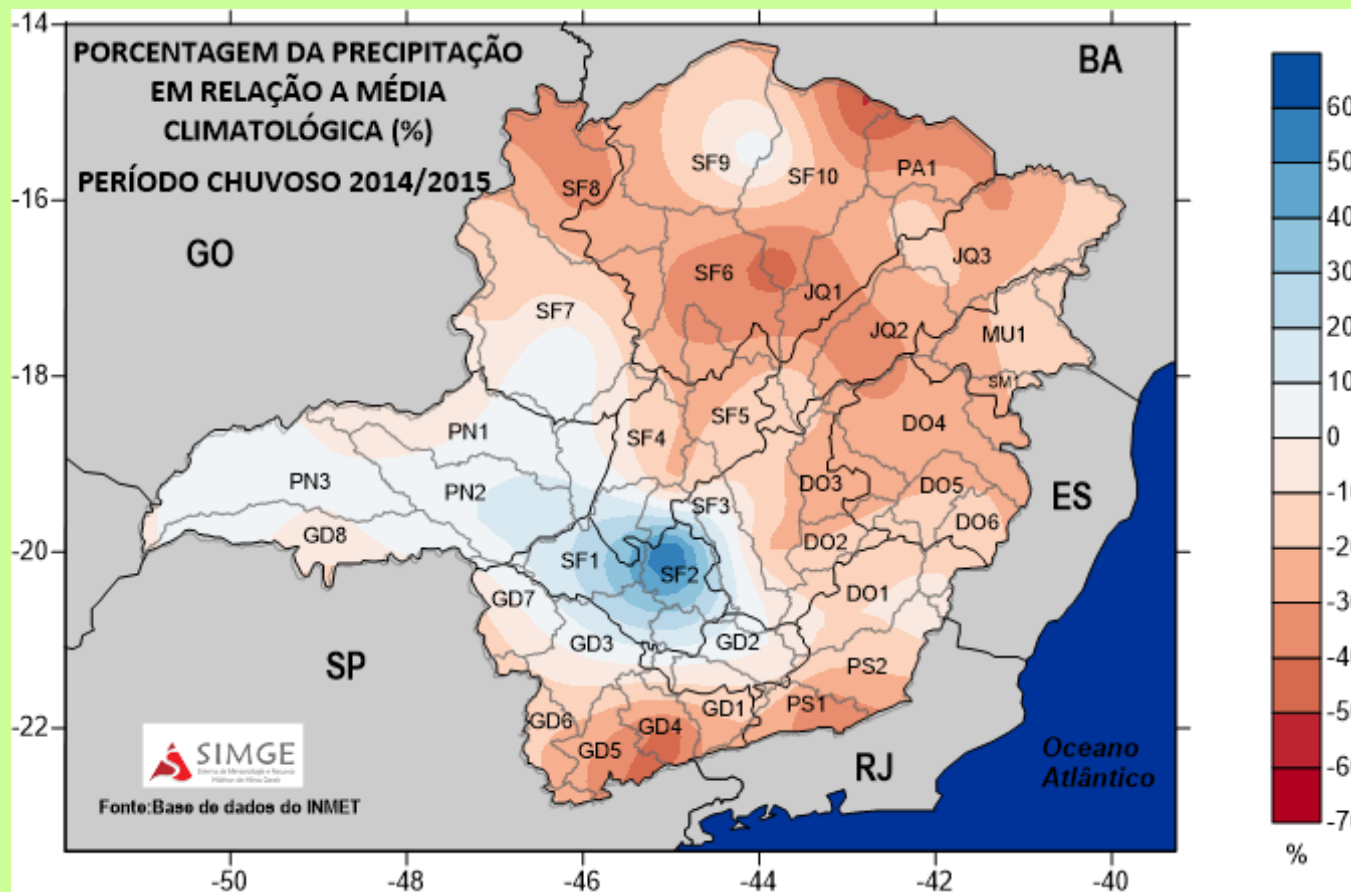 PORCENTAGEM DA PRECIPITAÇÃO
EM RELAÇÃO A MÉDIA
CLIMATOLÓGICA (%)
PERÍODO CHUVOSO 2014/2015
BA
GO
SP
RJ
ES
Oceano
Atlântico
SF9
SF10
PA1
SF8
JQ3
SF6
JQ1
SF7
JQ2
MU1
SM1
SF5
DO4
PN1
SF4
PN3
PN2
SF3
DO3
DO5
GD8
DO6
DO2
SF1
SF2
GD7
DO1
GD3
GD2
PS2
GD6
GD4
GD1
PS1
GD5
SIMGE
Fonte:Base de dados do INMET
-14
-16
-18
-20
-22
-50
-48
-46
-44
-42
-40
60
50
40
30
20
10
0
-10
-20
-30
-40
-50
-60
-70
%